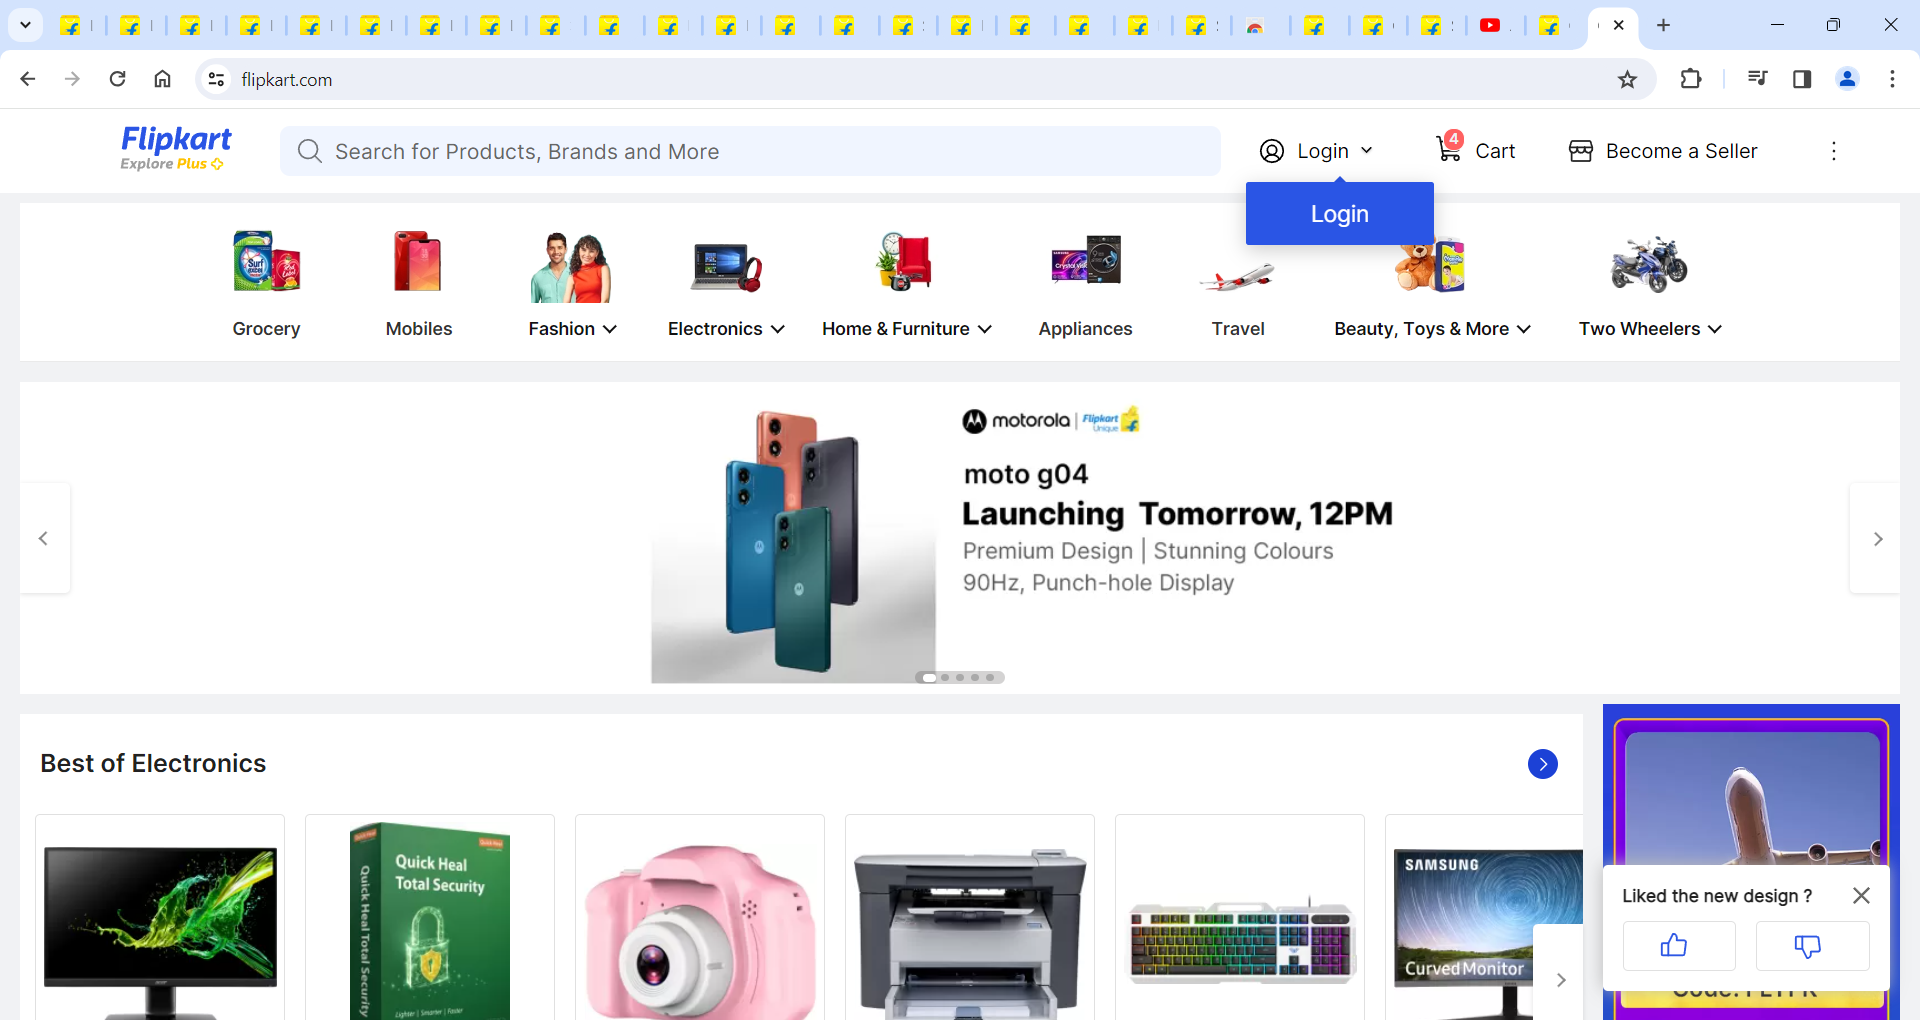 flipkart.com
Flipkart
Explore Plus
Search for Products, Brands and More
Login
4
Cart
Become a Seller
Login
Grocery
Mobiles
Fashion
Electronics
Home & Furniture
Appliances
Travel
Beauty, Toys & More
Two Wheelers
motorola | Flipkart Unique
moto g04
Launching Tomorrow, 12PM
Premium Design | Stunning Colours
90Hz, Punch-hole Display
Best of Electronics
Quick Heal
Total Security
Quick Heal Total Security
Lighter | Smarter | Faster
SAMSUNG
Curved Monitor
Liked the new design ?